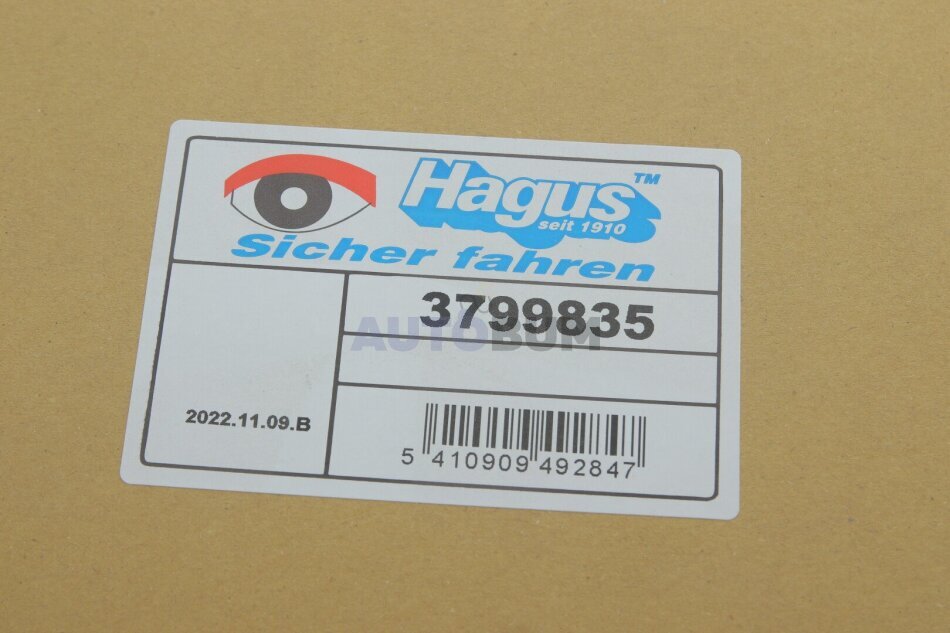 Hagus™
seit 1910
Sicher fahren
3799835
AUTOBUM
2022.11.09.B
5 410909 492847